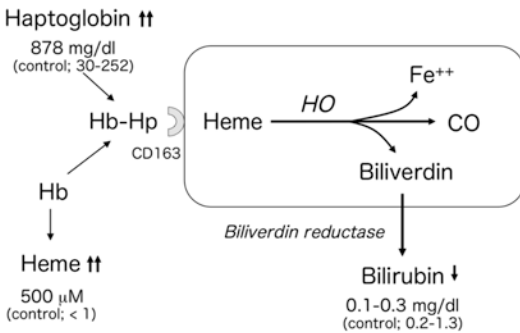 Haptoglobin ⬆⬆
878 mg/dl
(control; 30-252)
Fe⁺⁺
HO
Hb-Hp
Heme
CO
CD163
Biliverdin
Hb
Biliverdin reductase
Heme ⬆⬆
Bilirubin ⬇
500 μM
(control; < 1)
0.1-0.3 mg/dl
(control; 0.2-1.3)